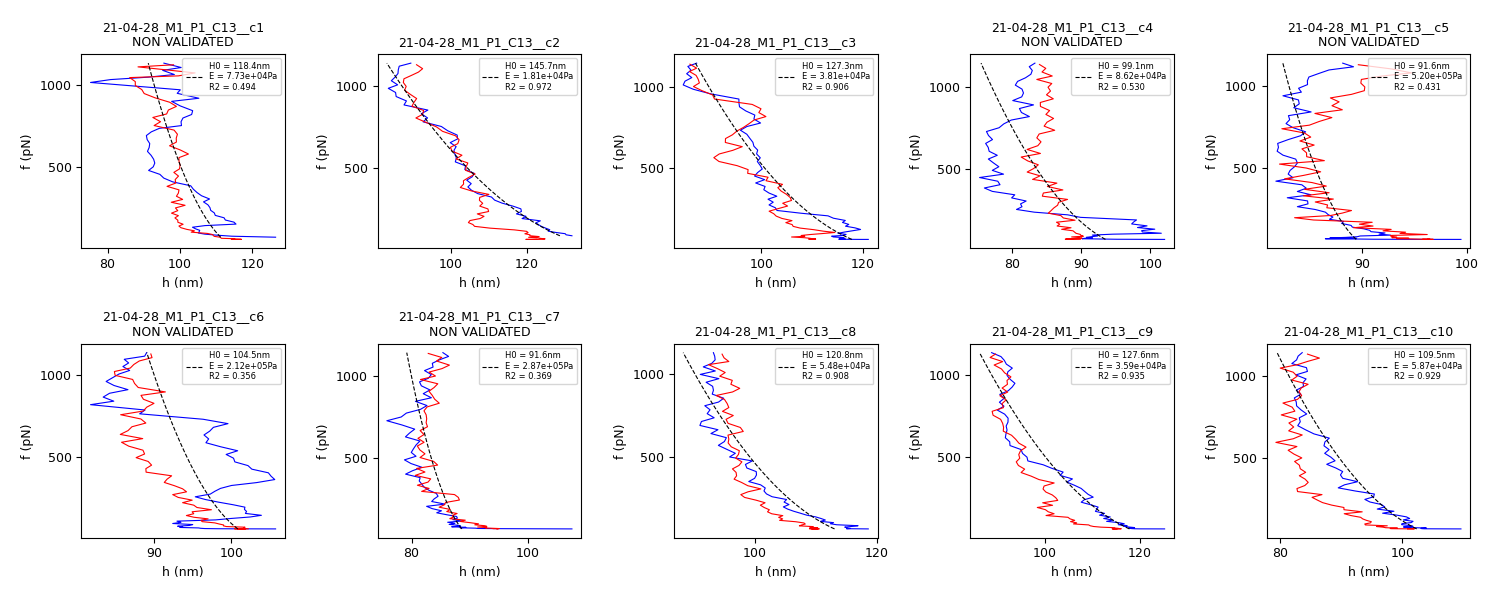 21-04-28_M1_P1_C13__c1
NON VALIDATED
H0 = 118.4nm
E = 7.73e+04Pa
R2 = 0.494
f (pN)
1000
500
80 100 120
h (nm)
21-04-28_M1_P1_C13__c2
H0 = 145.7nm
E = 1.81e+04Pa
R2 = 0.972
f (pN)
1000
500
100 120
h (nm)
21-04-28_M1_P1_C13__c3
H0 = 127.3nm
E = 3.81e+04Pa
R2 = 0.906
f (pN)
1000
500
100 120
h (nm)
21-04-28_M1_P1_C13__c4
NON VALIDATED
H0 = 99.1nm
E = 8.62e+04Pa
R2 = 0.530
f (pN)
1000
500
80 90 100
h (nm)
21-04-28_M1_P1_C13__c5
NON VALIDATED
H0 = 91.6nm
E = 5.20e+05Pa
R2 = 0.431
f (pN)
1000
500
90 100
h (nm)
21-04-28_M1_P1_C13__c6
NON VALIDATED
H0 = 104.5nm
E = 2.12e+05Pa
R2 = 0.356
f (pN)
1000
500
90 100
h (nm)
21-04-28_M1_P1_C13__c7
NON VALIDATED
H0 = 91.6nm
E = 2.87e+05Pa
R2 = 0.369
f (pN)
1000
500
80 100
h (nm)
21-04-28_M1_P1_C13__c8
H0 = 120.8nm
E = 5.48e+04Pa
R2 = 0.908
f (pN)
1000
500
100 120
h (nm)
21-04-28_M1_P1_C13__c9
H0 = 127.6nm
E = 3.59e+04Pa
R2 = 0.935
f (pN)
1000
500
100 120
h (nm)
21-04-28_M1_P1_C13__c10
H0 = 109.5nm
E = 5.87e+04Pa
R2 = 0.929
f (pN)
1000
500
80 100
h (nm)